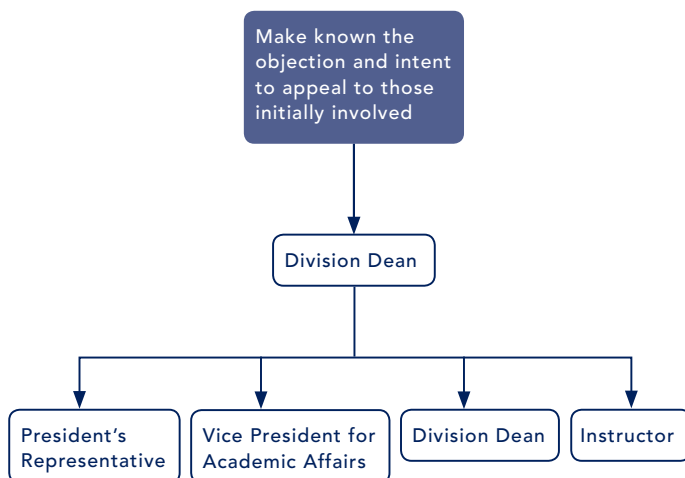 Make known the
objection and intent
to appeal to those
initially involved
Division Dean
President’s
Representative
Vice President for
Academic Affairs
Division Dean
Instructor